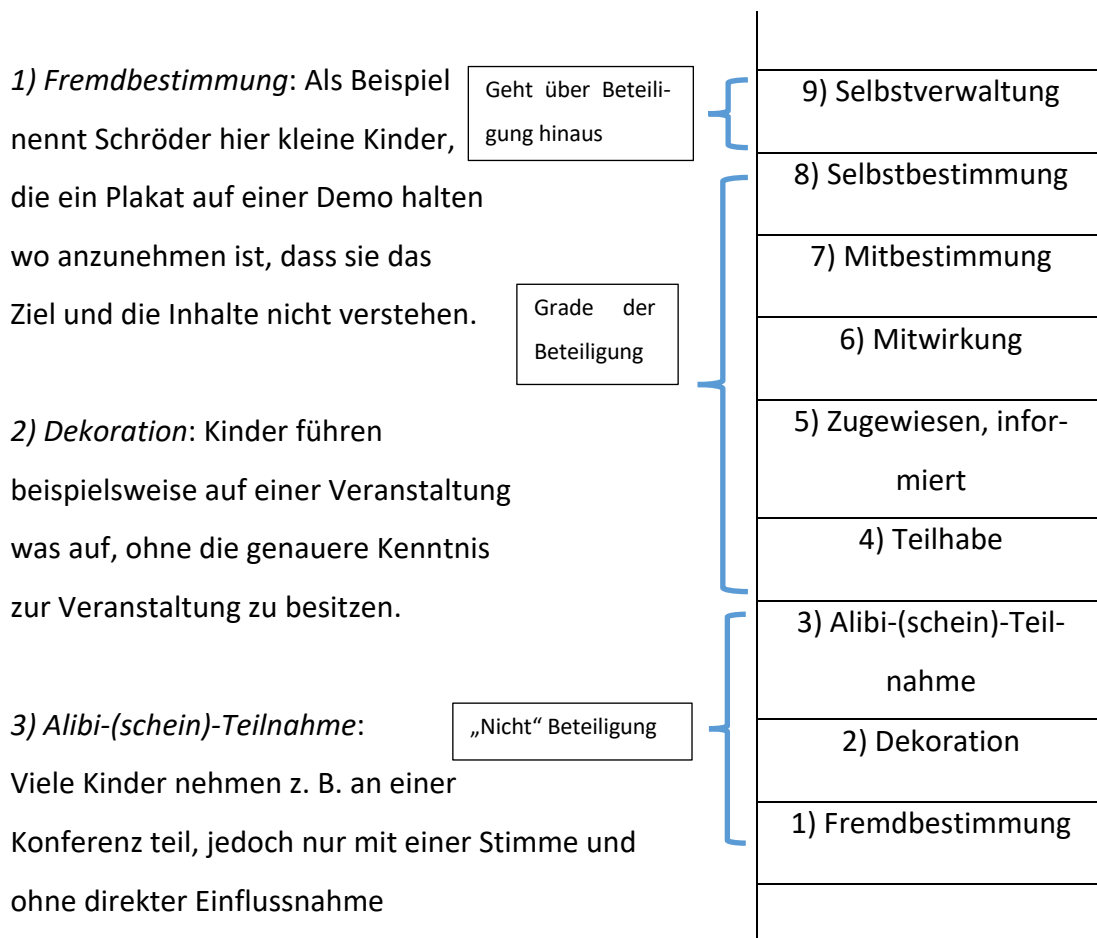 1) Fremdbestimmung: Als Beispiel
nennt Schröder hier kleine Kinder,
die ein Plakat auf einer Demo halten
wo anzunehmen ist, dass sie das
Ziel und die Inhalte nicht verstehen.
2) Dekoration: Kinder führen
beispielsweise auf einer Veranstaltung
was auf, ohne die genauere Kenntnis
zur Veranstaltung zu besitzen.
3) Alibi-(schein)-Teilnahme:
Viele Kinder nehmen z. B. an einer
Konferenz teil, jedoch nur mit einer Stimme und
ohne direkter Einflussnahme
Geht über Beteili-
gung hinaus
Grade der
Beteiligung
„Nicht“ Beteiligung
9) Selbstverwaltung
8) Selbstbestimmung
7) Mitbestimmung
6) Mitwirkung
5) Zugewiesen, infor-
miert
4) Teilhabe
3) Alibi-(schein)-Teil-
nahme
2) Dekoration
1) Fremdbestimmung